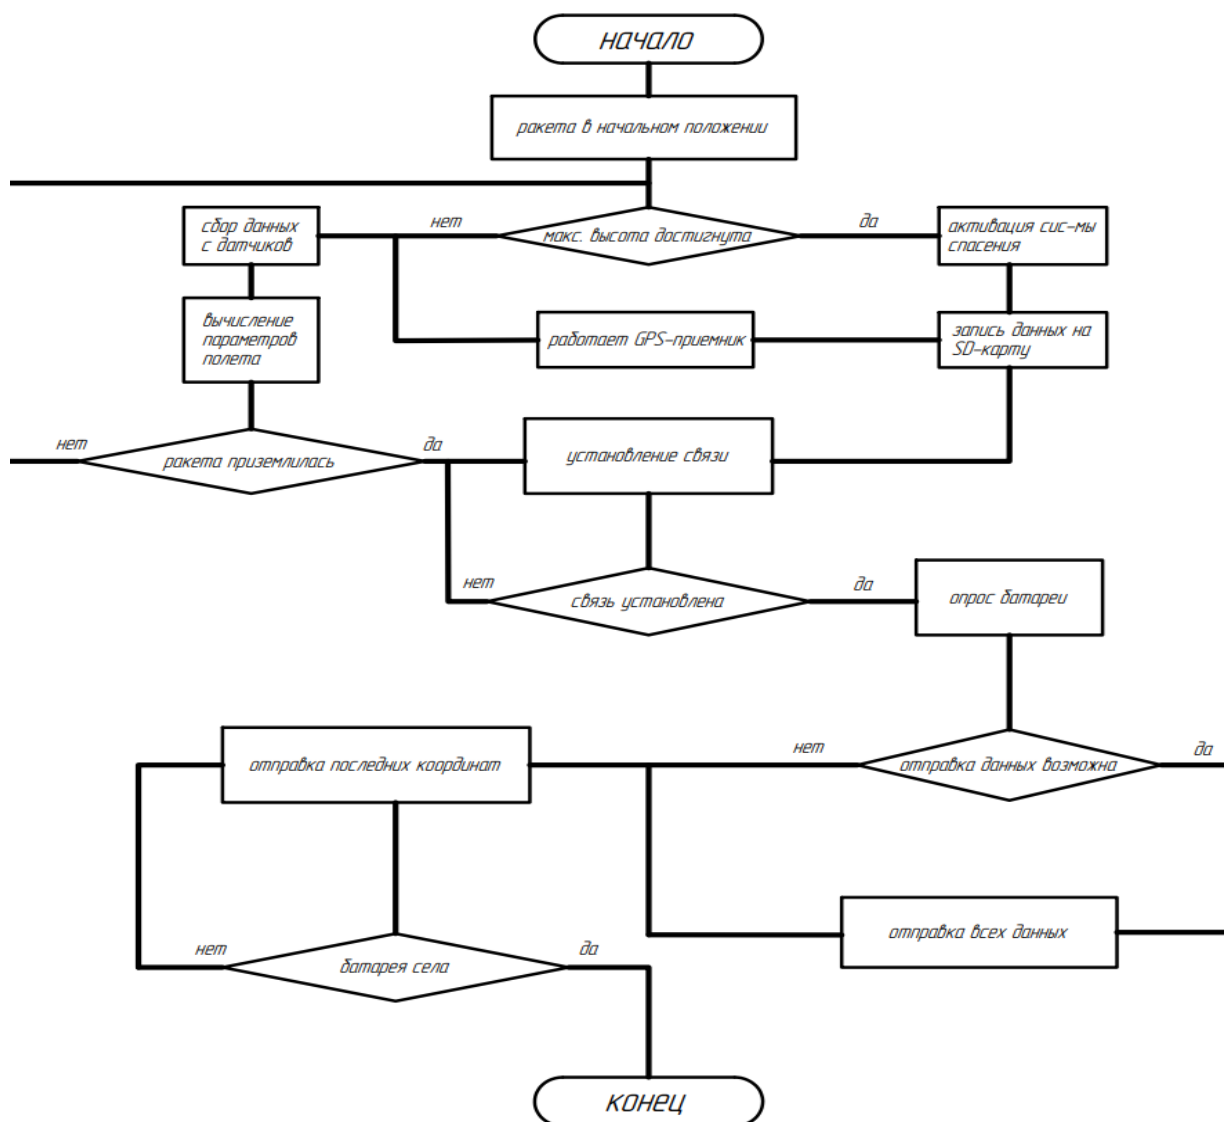 начало
ракета в начальном положении
нет
макс. высота достигнута
да
сбор данных
с датчиков
активация сис-мы
спасения
вычисление
параметров
полета
работает GPS-приемник
запись данных на
SD-карту
нет
ракета приземлилась
да
установление связи
нет
связь установлена
да
опрос батареи
отправка последних координат
нет
отправка данных возможна
да
отправка всех данных
нет
батарея села
да
конец